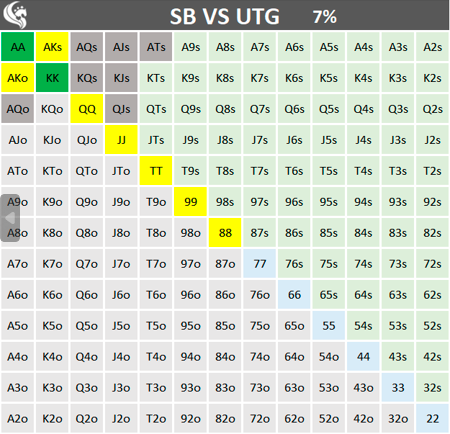 SB VS UTG 7%
AA AKs AQs AJs ATs A9s A8s A7s A6s A5s A4s A3s A2s
AKo KK KQs KJs KTs K9s K8s K7s K6s K5s K4s K3s K2s
AQo KQo QQ QJs QTs Q9s Q8s Q7s Q6s Q5s Q4s Q3s Q2s
AJo KJo QJo JJ JTs J9s J8s J7s J6s J5s J4s J3s J2s
ATo KTo QTo JTo TT T9s T8s T7s T6s T5s T4s T3s T2s
A9o K9o Q9o J9o T9o 99 98s 97s 96s 95s 94s 93s 92s
A8o K8o Q8o J8o T8o 98o 88 87s 86s 85s 84s 83s 82s
A7o K7o Q7o J7o T7o 97o 87o 77 76s 75s 74s 73s 72s
A6o K6o Q6o J6o T6o 96o 86o 76o 66 65s 64s 63s 62s
A5o K5o Q5o J5o T5o 95o 85o 75o 65o 55 54s 53s 52s
A4o K4o Q4o J4o T4o 94o 84o 74o 64o 54o 44 43s 42s
A3o K3o Q3o J3o T3o 93o 83o 73o 63o 53o 43o 33 32s
A2o K2o Q2o J2o T2o 92o 82o 72o 62o 52o 42o 32o 22